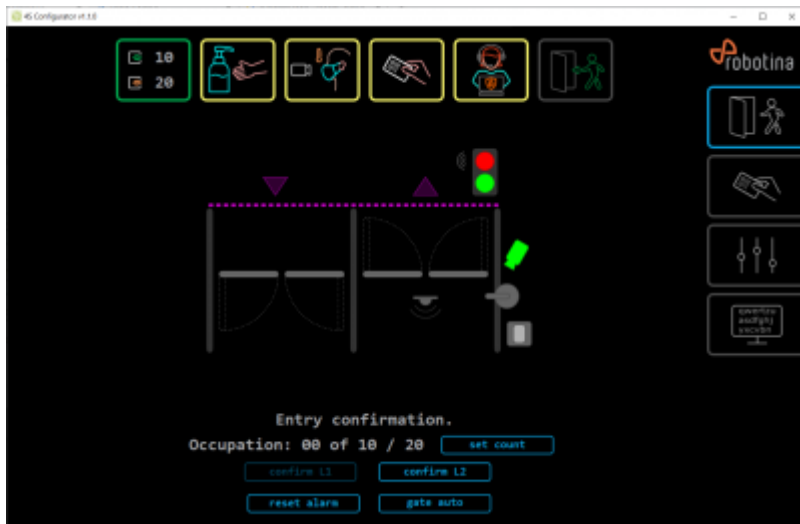 4S Configurator v1.1.0
10
20
robotina
Entry confirmation.
Occupation: 00 of 10 / 20 set count
confirm L1 confirm L2
reset alarm gate auto